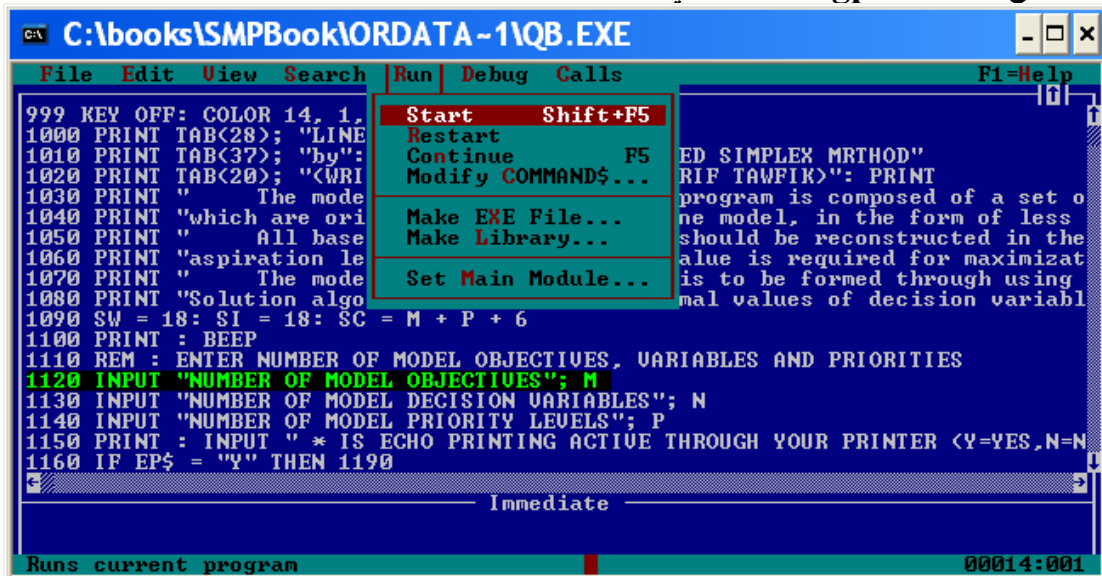 C:\books\SMPBook\ORDATA~1\QB.EXE
File Edit View Search Run Debug Calls F1=Help
999 KEY OFF: COLOR 14, 1,
1000 PRINT TAB(28); "LINE
1010 PRINT TAB(37); "by": ED SIMPLEX MRTHOD"
1020 PRINT TAB(20); "(WRI RIF TAWFIK)": PRINT
1030 PRINT " The mode program is composed of a set o
1040 PRINT "which are ori ne model, in the form of less
1050 PRINT " All base should be reconstructed in the
1060 PRINT "aspiration le alue is required for maximizat
1070 PRINT " The mode is to be formed through using
1080 PRINT "Solution algo mal values of decision variabl
Start Shift+F5
Restart
Continue F5
Modify COMMAND$...
Make EXE File...
Make Library...
Set Main Module...
1090 SW = 18: SI = 18: SC = M + P + 6
1100 PRINT : BEEP
1110 REM : ENTER NUMBER OF MODEL OBJECTIVES, VARIABLES AND PRIORITIES
1120 INPUT "NUMBER OF MODEL OBJECTIVES"; M
1130 INPUT "NUMBER OF MODEL DECISION VARIABLES"; N
1140 INPUT "NUMBER OF MODEL PRIORITY LEVELS"; P
1150 PRINT : INPUT " * IS ECHO PRINTING ACTIVE THROUGH YOUR PRINTER (Y=YES,N=N
1160 IF EP$ = "Y" THEN 1190
Immediate
Runs current program 00014:001